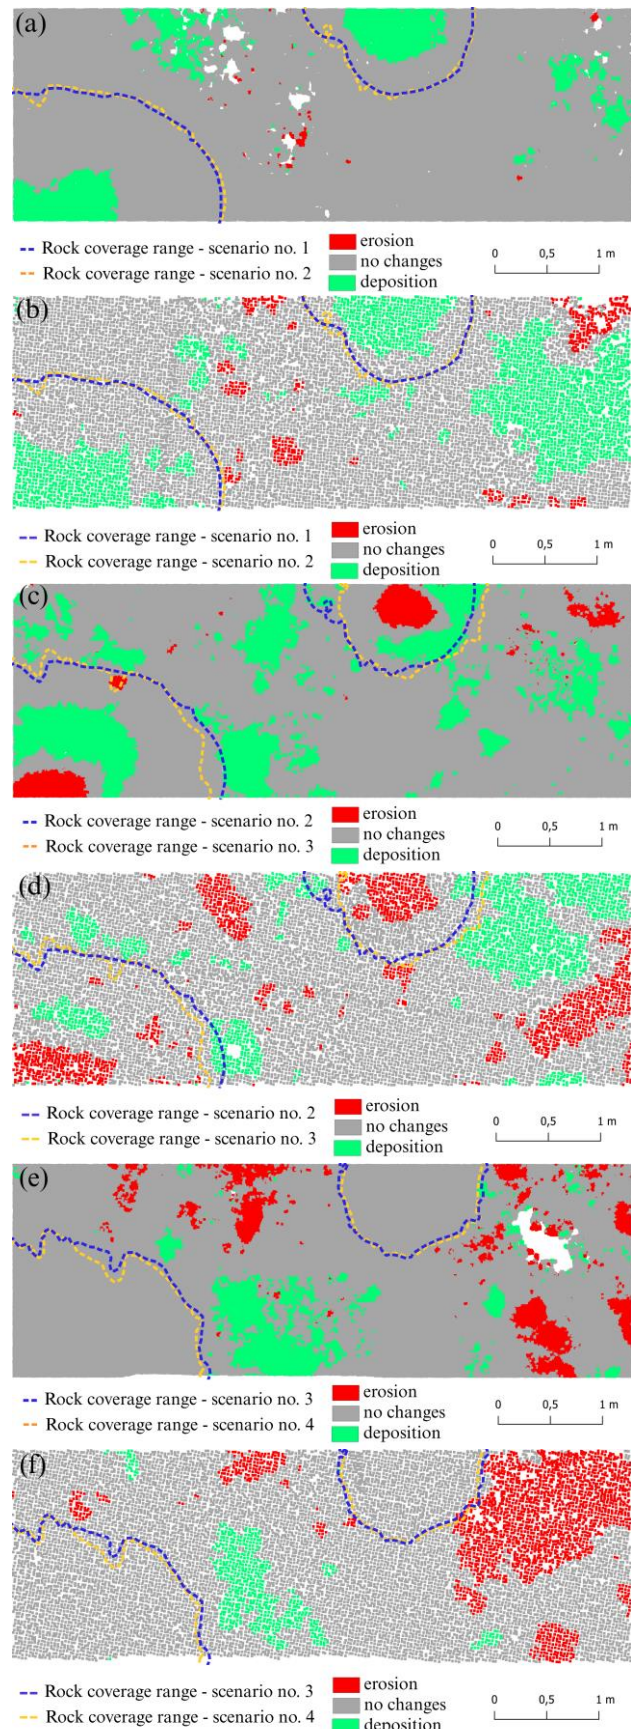 (a)
Rock coverage range - scenario no. 1
Rock coverage range - scenario no. 2
erosion
no changes
deposition
0 0,5 1 m
(b)
Rock coverage range - scenario no. 1
Rock coverage range - scenario no. 2
erosion
no changes
deposition
0 0,5 1 m
(c)
Rock coverage range - scenario no. 2
Rock coverage range - scenario no. 3
erosion
no changes
deposition
0 0,5 1 m
(d)
Rock coverage range - scenario no. 2
Rock coverage range - scenario no. 3
erosion
no changes
deposition
0 0,5 1 m
(e)
Rock coverage range - scenario no. 3
Rock coverage range - scenario no. 4
erosion
no changes
deposition
0 0,5 1 m
(f)
Rock coverage range - scenario no. 3
Rock coverage range - scenario no. 4
erosion
no changes
deposition
0 0,5 1 m